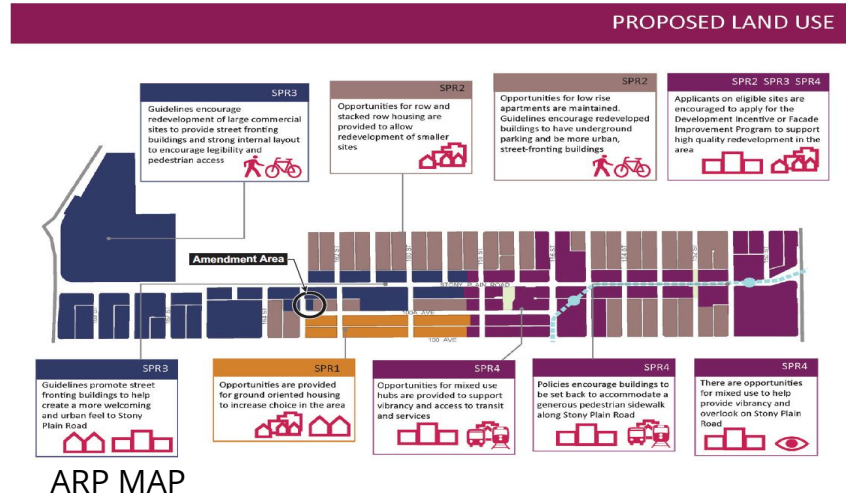 PROPOSED LAND USE
SPR3
Guidelines encourage
redevelopment of large commercial
sites to provide street fronting
buildings and strong internal layout
to encourage legibility and
pedestrian access
SPR2
Opportunities for row and
stacked row housing are
provided to allow
redevelopment of smaller
sites
SPR2
Opportunities for low rise
apartments are maintained.
Guidelines encourage redeveloped
buildings to have underground
parking and be more urban,
street-fronting buildings
SPR2 SPR3 SPR4
Applicants on eligible sites are
encouraged to apply for the
Development Incentive or Facade
Improvement Program to support
high quality redevelopment in the
area
Amendment Area
STONY PLAIN ROAD
100A AVE
100 AVE
SPR3
Guidelines promote street
fronting buildings to help
create a more welcoming
and urban feel to Stony
Plain Road
SPR1
Opportunities are provided
for ground oriented housing
to increase choice in the area
SPR4
Opportunities for mixed use
hubs are provided to support
vibrancy and access to transit
and services
SPR4
Policies encourage buildings to
be set back to accommodate a
generous pedestrian sidewalk
along Stony Plain Road
SPR4
There are opportunities
for mixed use to help
provide vibrancy and
overlook on Stony Plain
Road
ARP MAP